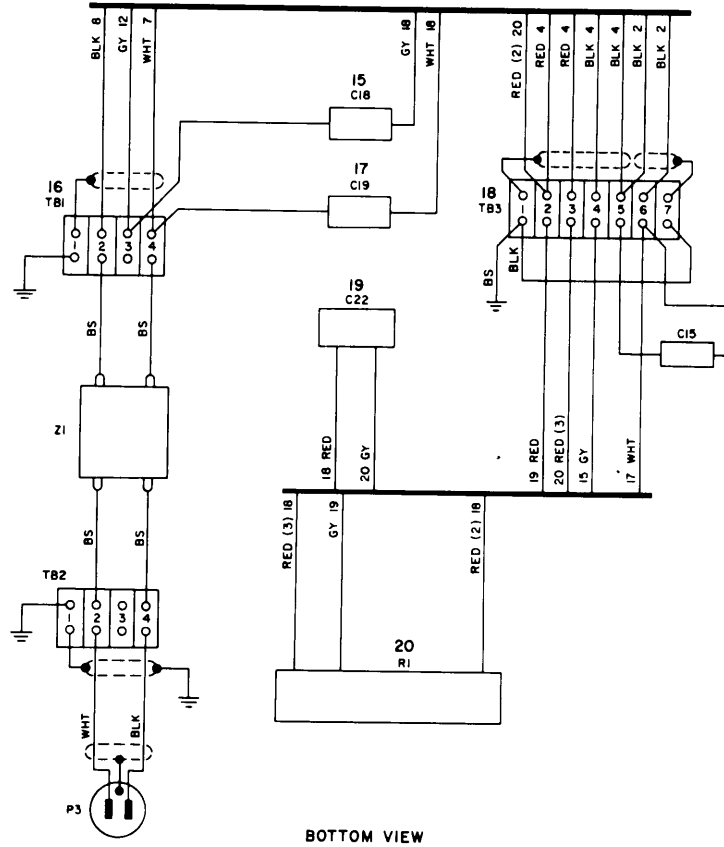 BLK 8
GY 12
WHT 7
GY 18
WHT 18
RED (2) 20
RED 4
RED 4
BLK 4
BLK 4
BLK 2
BLK 2
15
C18
17
C19
16
TB1
1
2
3
4
18
TB3
1
2
3
4
5
6
7
BS
BLK
BS
BS
19
C22
C15
Z1
18 RED
20 GY
19 RED
20 RED (3)
15 GY
17 WHT
RED (3) 18
GY 19
RED (2) 18
BS
BS
TB2
1
2
3
4
20
R1
WHT
BLK
P3
BOTTOM VIEW